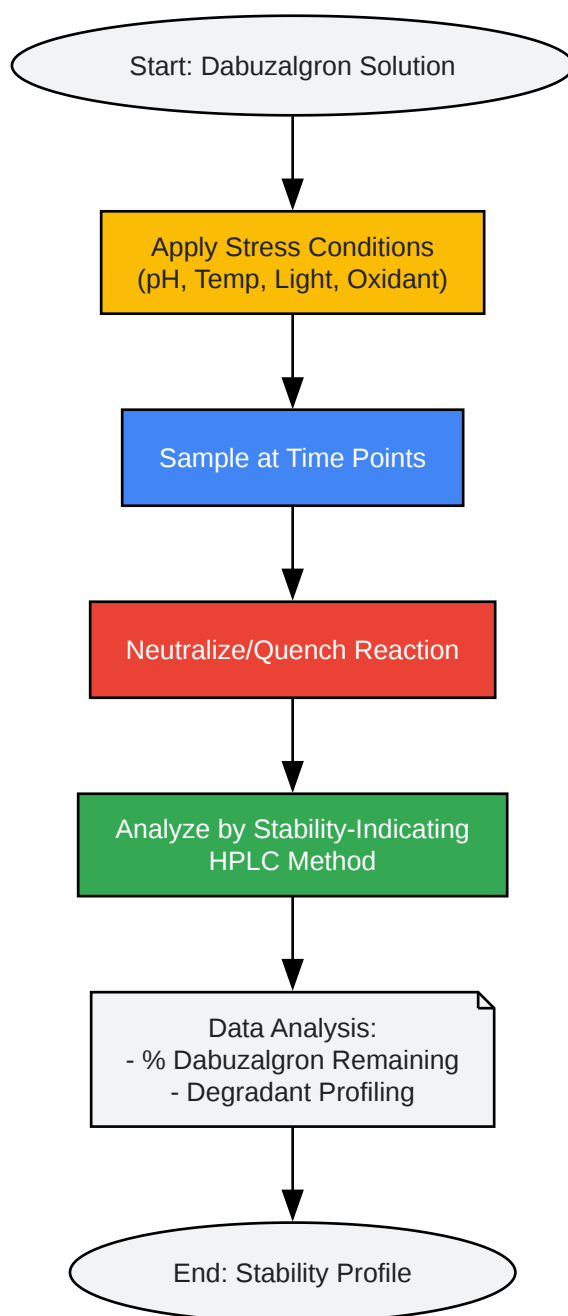 Start: Dabuzalgron Solution
Apply Stress Conditions
(pH, Temp, Light, Oxidant)
Sample at Time Points
Neutralize/Quench Reaction
Analyze by Stability-Indicating
HPLC Method
Data Analysis:
- % Dabuzalgron Remaining
- Degradant Profiling
End: Stability Profile